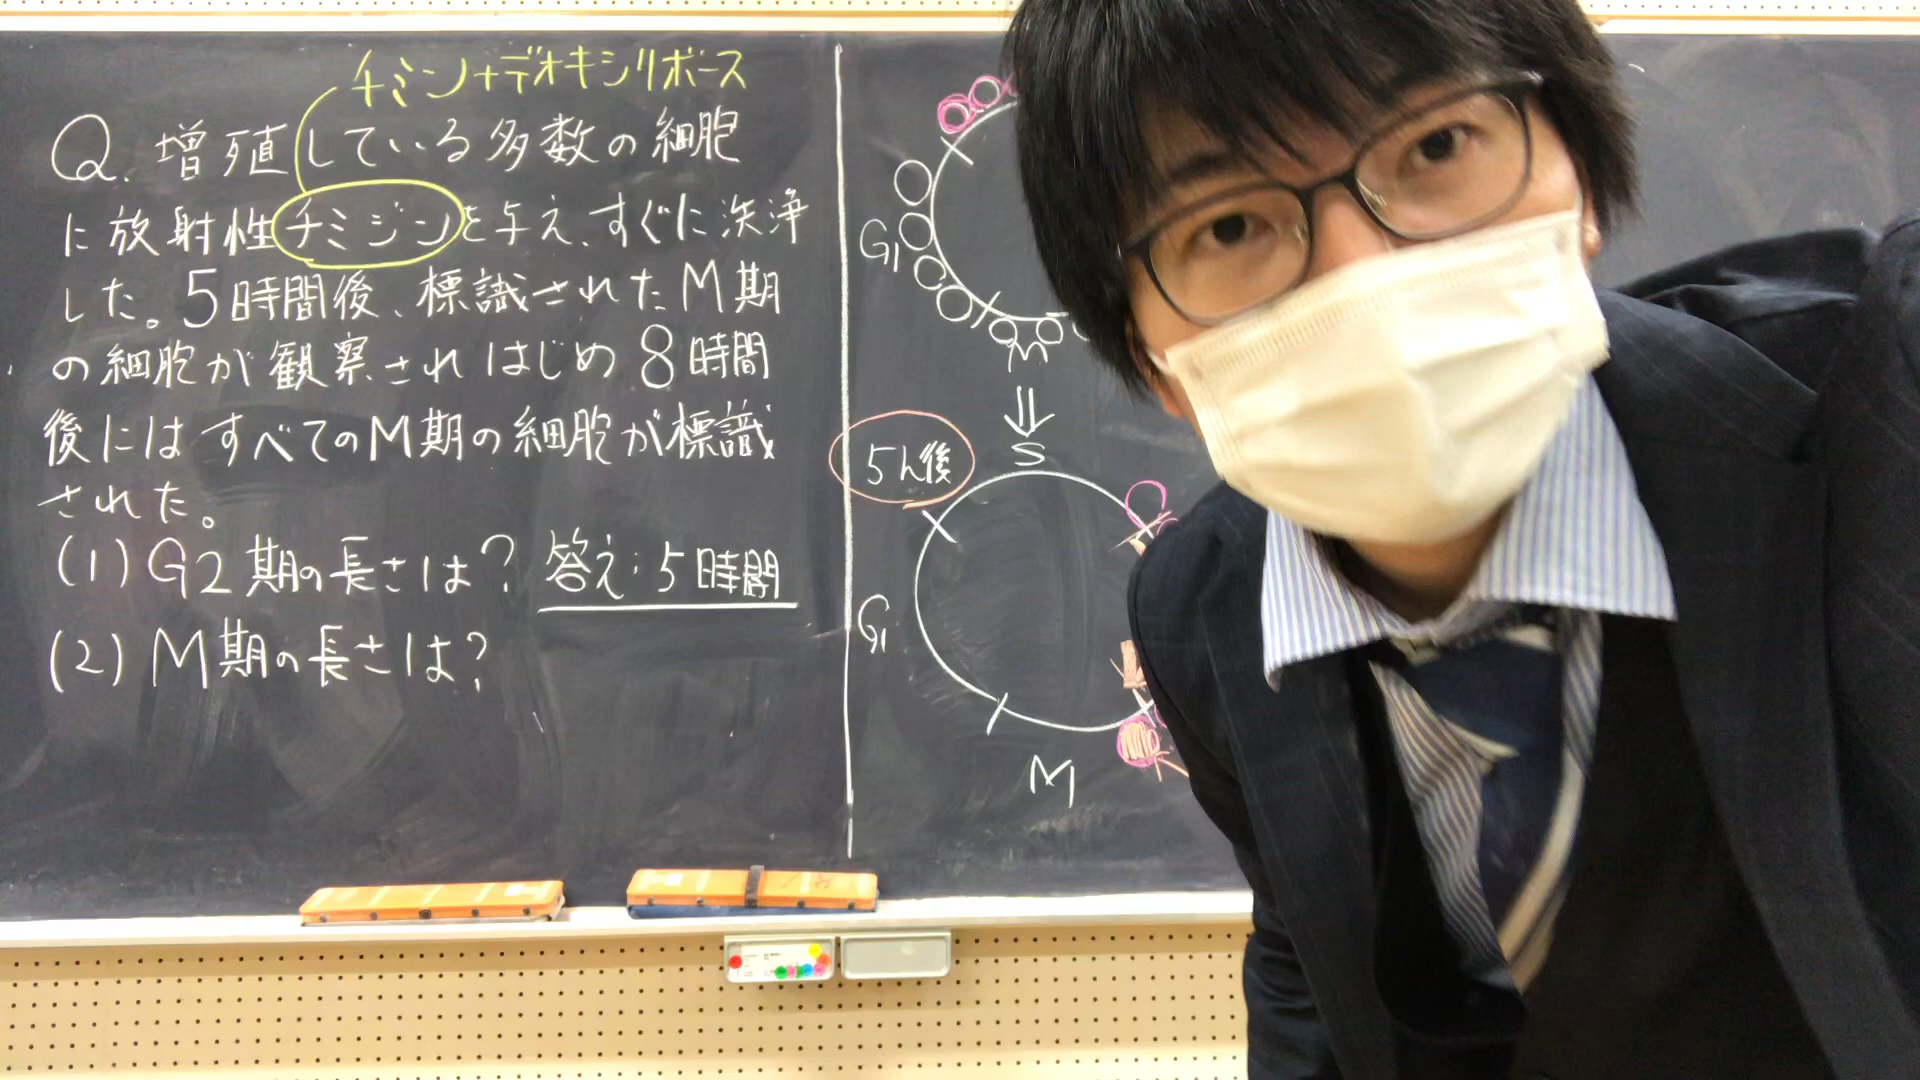 チミン+デオキシリボース
Q. 増殖している多数の細胞
に放射性チミジンを与え、すぐに洗浄
した。5時間後、標識されたM期
の細胞が観察されはじめ8時間
後にはすべてのM期の細胞が標識
された。
(1) G2期の長さは? 答え:5時間
(2) M期の長さは?
G1
M
5h後
S
G1
M